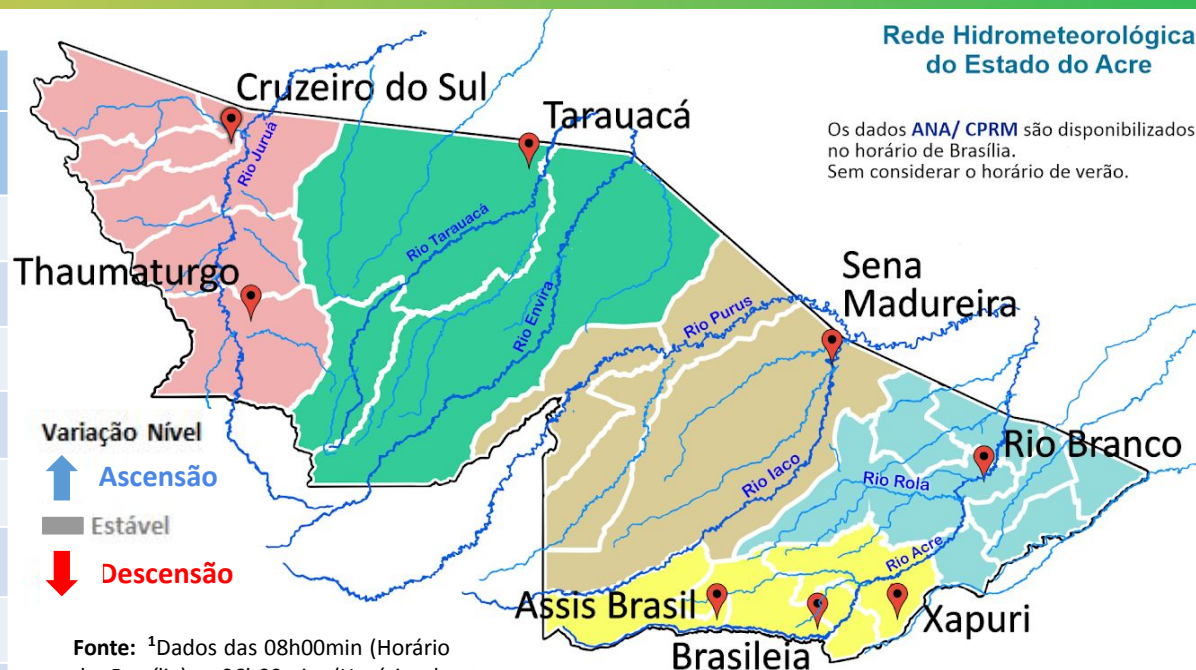 Rede Hidrometeorológica
do Estado do Acre
Os dados ANA/ CPRM são disponibilizados
no horário de Brasília.
Sem considerar o horário de verão.
Cruzeiro do Sul
Tarauacá
Rio Juruá
Rio Tarauacá
Thaumaturgo
Rio Envira
Sena
Madureira
Rio Purus
Variação Nível
Ascensão
Estável
Descensão
Rio Branco
Rio Iaco
Rio Rola
Rio Acre
Assis Brasil
Xapuri
Brasileia
Fonte: ¹Dados das 08h00min (Horário